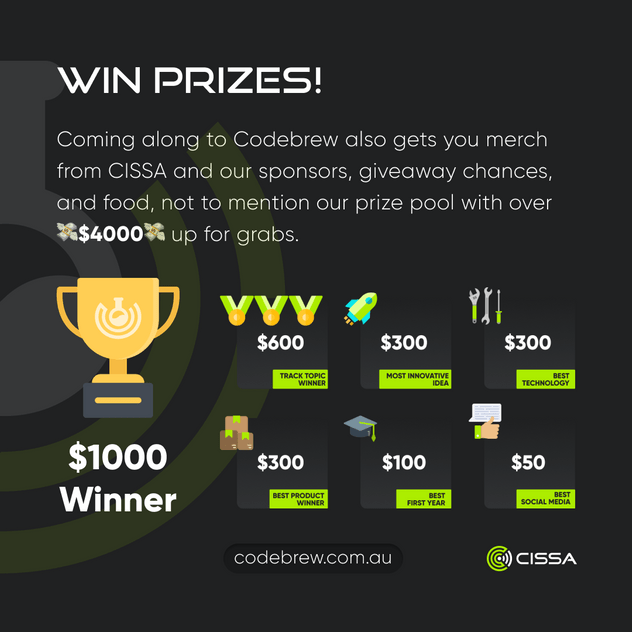 WIN PRIZES!
Coming along to Codebrew also gets you merch
from CISSA and our sponsors, giveaway chances,
and food, not to mention our prize pool with over
💸$4000💸 up for grabs.
$600
TRACK TOPIC
WINNER
$300
MOST INNOVATIVE
IDEA
$300
BEST
TECHNOLOGY
$1000
Winner
$300
BEST PRODUCT
WINNER
$100
BEST
FIRST YEAR
$50
BEST
SOCIAL MEDIA
codebrew.com.au
CISSA